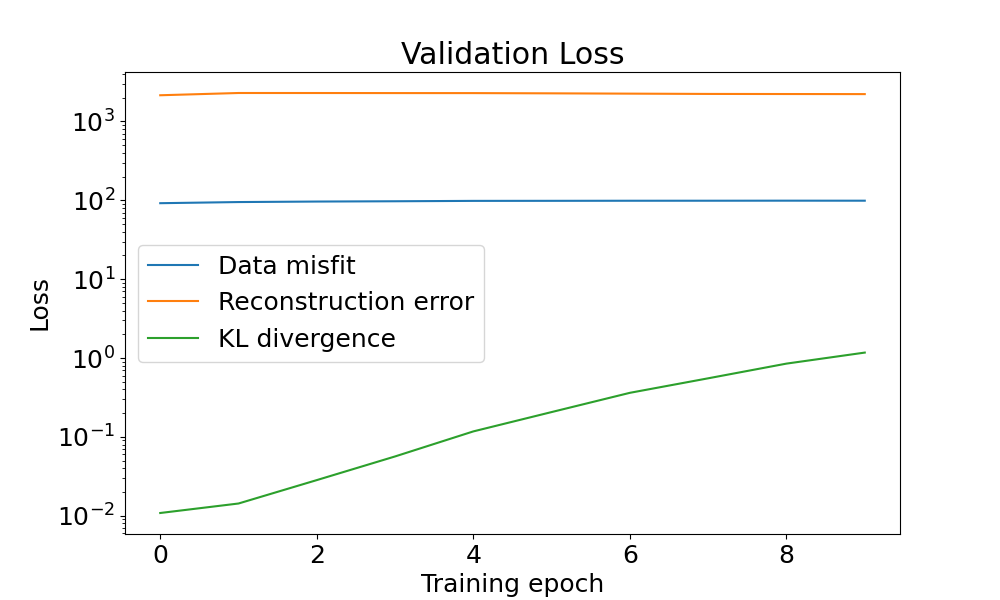 Validation Loss
Loss
10³
10²
10¹
10⁰
10⁻¹
10⁻²
Data misfit
Reconstruction error
KL divergence
0 2 4 6 8
Training epoch